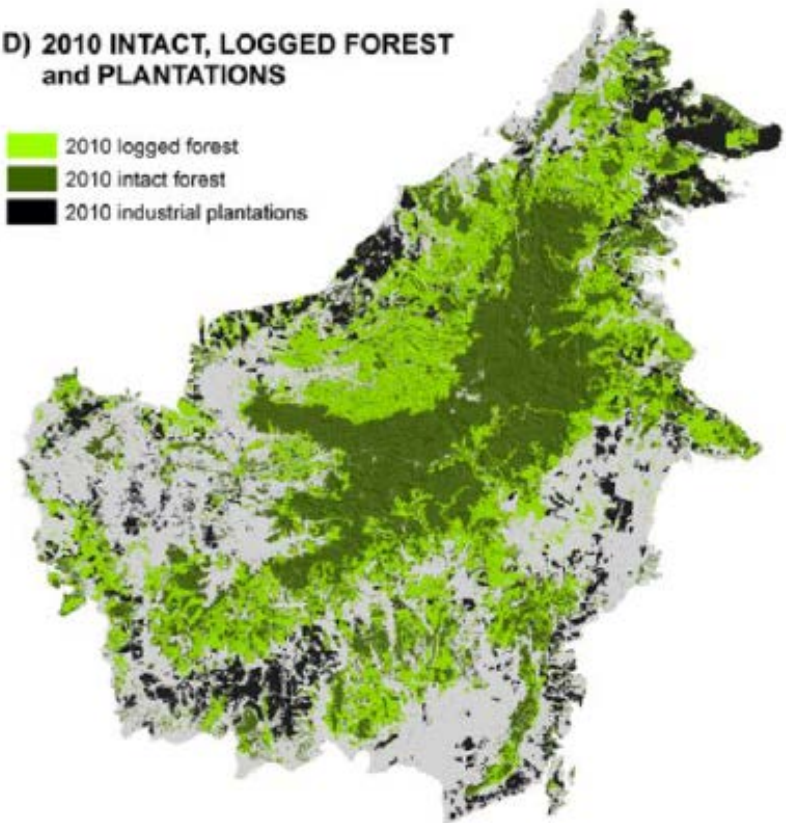 D) 2010 INTACT, LOGGED FOREST
and PLANTATIONS
2010 logged forest
2010 intact forest
2010 industrial plantations